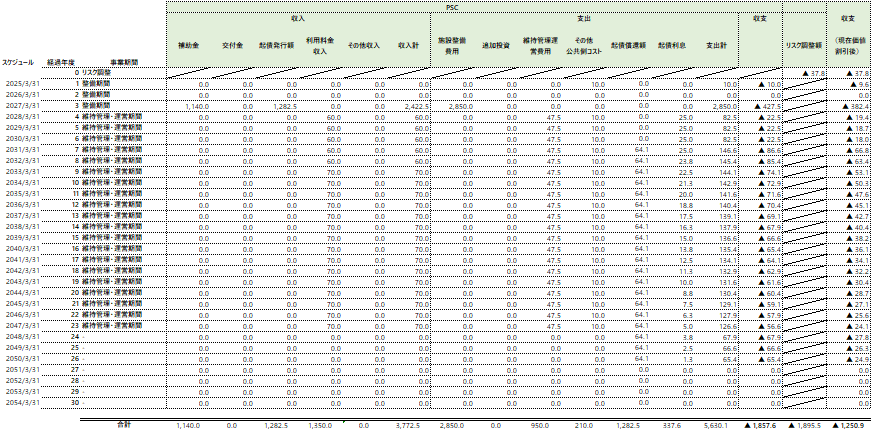 PSC
収入 支出 収支 収支
補助金 交付金 起債発行額 利用料金収入 その他収入 収入計 施設整備費用 追加投資 維持管理運営費用 その他公共側コスト 起債償還額 起債利息 支出計 リスク調整額 （現在価値割引後）
スケジュール 経過年度 事業期間
0 リスク調整 ▲ 37.8 ▲ 37.8
2025/3/31 1 整備期間 0.0 0.0 0.0 0.0 0.0 0.0 0.0 0.0 0.0 10.0 0.0 0.0 10.0 ▲ 10.0 ▲ 9.6
2026/3/31 2 整備期間 0.0 0.0 0.0 0.0 0.0 0.0 0.0 0.0 0.0 0.0 0.0 0.0 0.0 0.0 0.0
2027/3/31 3 整備期間 1,140.0 0.0 1,282.5 0.0 0.0 2,422.5 2,850.0 0.0 0.0 0.0 0.0 0.0 2,850.0 ▲ 427.5 ▲ 382.4
2028/3/31 4 維持管理・運営期間 0.0 0.0 0.0 60.0 0.0 60.0 0.0 0.0 47.5 10.0 0.0 25.0 82.5 ▲ 22.5 ▲ 19.4
2029/3/31 5 維持管理・運営期間 0.0 0.0 0.0 60.0 0.0 60.0 0.0 0.0 47.5 10.0 0.0 25.0 82.5 ▲ 22.5 ▲ 18.7
2030/3/31 6 維持管理・運営期間 0.0 0.0 0.0 60.0 0.0 60.0 0.0 0.0 47.5 10.0 0.0 25.0 82.5 ▲ 22.5 ▲ 18.0
2031/3/31 7 維持管理・運営期間 0.0 0.0 0.0 60.0 0.0 60.0 0.0 0.0 47.5 10.0 64.1 25.0 146.6 ▲ 86.6 ▲ 66.8
2032/3/31 8 維持管理・運営期間 0.0 0.0 0.0 60.0 0.0 60.0 0.0 0.0 47.5 10.0 64.1 23.8 145.4 ▲ 85.4 ▲ 63.4
2033/3/31 9 維持管理・運営期間 0.0 0.0 0.0 70.0 0.0 70.0 0.0 0.0 47.5 10.0 64.1 22.5 144.1 ▲ 74.1 ▲ 53.1
2034/3/31 10 維持管理・運営期間 0.0 0.0 0.0 70.0 0.0 70.0 0.0 0.0 47.5 10.0 64.1 21.3 142.9 ▲ 72.9 ▲ 50.3
2035/3/31 11 維持管理・運営期間 0.0 0.0 0.0 70.0 0.0 70.0 0.0 0.0 47.5 10.0 64.1 20.0 141.6 ▲ 71.6 ▲ 47.6
2036/3/31 12 維持管理・運営期間 0.0 0.0 0.0 70.0 0.0 70.0 0.0 0.0 47.5 10.0 64.1 18.8 140.4 ▲ 70.4 ▲ 45.1
2037/3/31 13 維持管理・運営期間 0.0 0.0 0.0 70.0 0.0 70.0 0.0 0.0 47.5 10.0 64.1 17.5 139.1 ▲ 69.1 ▲ 42.7
2038/3/31 14 維持管理・運営期間 0.0 0.0 0.0 70.0 0.0 70.0 0.0 0.0 47.5 10.0 64.1 16.3 137.9 ▲ 67.9 ▲ 40.4
2039/3/31 15 維持管理・運営期間 0.0 0.0 0.0 70.0 0.0 70.0 0.0 0.0 47.5 10.0 64.1 15.0 136.6 ▲ 66.6 ▲ 38.2
2040/3/31 16 維持管理・運営期間 0.0 0.0 0.0 70.0 0.0 70.0 0.0 0.0 47.5 10.0 64.1 13.8 135.4 ▲ 65.4 ▲ 36.1
2041/3/31 17 維持管理・運営期間 0.0 0.0 0.0 70.0 0.0 70.0 0.0 0.0 47.5 10.0 64.1 12.5 134.1 ▲ 64.1 ▲ 34.1
2042/3/31 18 維持管理・運営期間 0.0 0.0 0.0 70.0 0.0 70.0 0.0 0.0 47.5 10.0 64.1 11.3 132.9 ▲ 62.9 ▲ 32.2
2043/3/31 19 維持管理・運営期間 0.0 0.0 0.0 70.0 0.0 70.0 0.0 0.0 47.5 10.0 64.1 10.0 131.6 ▲ 61.6 ▲ 30.4
2044/3/31 20 維持管理・運営期間 0.0 0.0 0.0 70.0 0.0 70.0 0.0 0.0 47.5 10.0 64.1 8.8 130.4 ▲ 60.4 ▲ 28.7
2045/3/31 21 維持管理・運営期間 0.0 0.0 0.0 70.0 0.0 70.0 0.0 0.0 47.5 10.0 64.1 7.5 129.1 ▲ 59.1 ▲ 27.1
2046/3/31 22 維持管理・運営期間 0.0 0.0 0.0 70.0 0.0 70.0 0.0 0.0 47.5 10.0 64.1 6.3 127.9 ▲ 57.9 ▲ 25.6
2047/3/31 23 維持管理・運営期間 0.0 0.0 0.0 70.0 0.0 70.0 0.0 0.0 47.5 10.0 64.1 5.0 126.6 ▲ 56.6 ▲ 24.1
2048/3/31 24 - 0.0 0.0 0.0 0.0 0.0 0.0 0.0 0.0 0.0 0.0 64.1 3.8 67.9 ▲ 67.9 ▲ 27.8
2049/3/31 25 - 0.0 0.0 0.0 0.0 0.0 0.0 0.0 0.0 0.0 0.0 64.1 2.5 66.6 ▲ 66.6 ▲ 26.3
2050/3/31 26 - 0.0 0.0 0.0 0.0 0.0 0.0 0.0 0.0 0.0 0.0 64.1 1.3 65.4 ▲ 65.4 ▲ 24.9
2051/3/31 27 - 0.0 0.0 0.0 0.0 0.0 0.0 0.0 0.0 0.0 0.0 0.0 0.0 0.0 0.0 0.0
2052/3/31 28 - 0.0 0.0 0.0 0.0 0.0 0.0 0.0 0.0 0.0 0.0 0.0 0.0 0.0 0.0 0.0
2053/3/31 29 - 0.0 0.0 0.0 0.0 0.0 0.0 0.0 0.0 0.0 0.0 0.0 0.0 0.0 0.0 0.0
2054/3/31 30 - 0.0 0.0 0.0 0.0 0.0 0.0 0.0 0.0 0.0 0.0 0.0 0.0 0.0 0.0 0.0
合計 1,140.0 0.0 1,282.5 1,350.0 0.0 3,772.5 2,850.0 0.0 950.0 210.0 1,282.5 337.6 5,630.1 ▲ 1,857.6 ▲ 1,895.5 ▲ 1,250.9